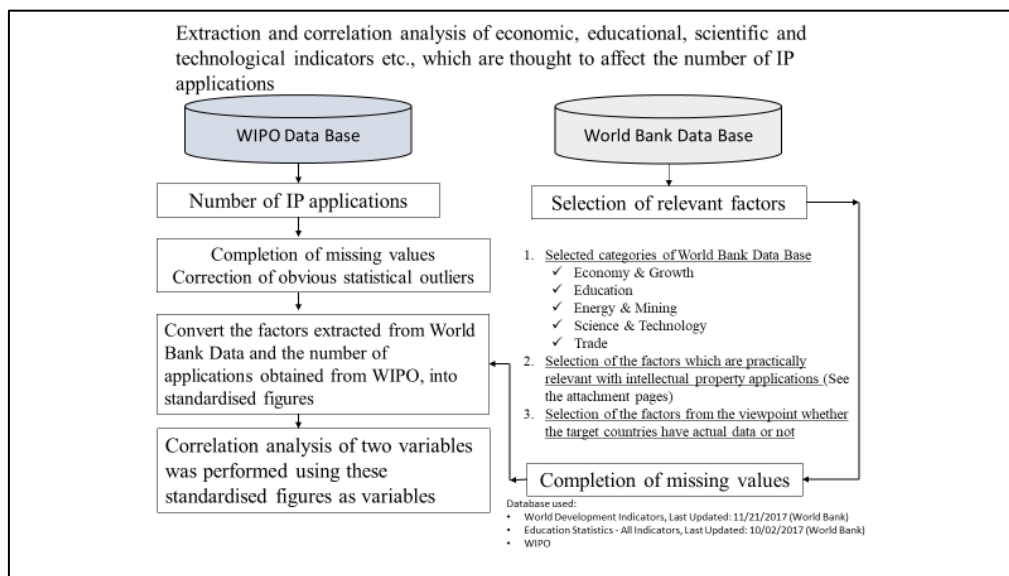 Extraction and correlation analysis of economic, educational, scientific and
technological indicators etc., which are thought to affect the number of IP
applications
WIPO Data Base
Number of IP applications
Completion of missing values
Correction of obvious statistical outliers
Convert the factors extracted from World
Bank Data and the number of
applications obtained from WIPO, into
standardised figures
Correlation analysis of two variables
was performed using these
standardised figures as variables
World Bank Data Base
Selection of relevant factors
1. Selected categories of World Bank Data Base
✓ Economy & Growth
✓ Education
✓ Energy & Mining
✓ Science & Technology
✓ Trade
2. Selection of the factors which are practically
relevant with intellectual property applications (See
the attachment pages)
3. Selection of the factors from the viewpoint whether
the target countries have actual data or not
Completion of missing values
Database used:
• World Development Indicators, Last Updated: 11/21/2017 (World Bank)
• Education Statistics - All Indicators, Last Updated: 10/02/2017 (World Bank)
• WIPO